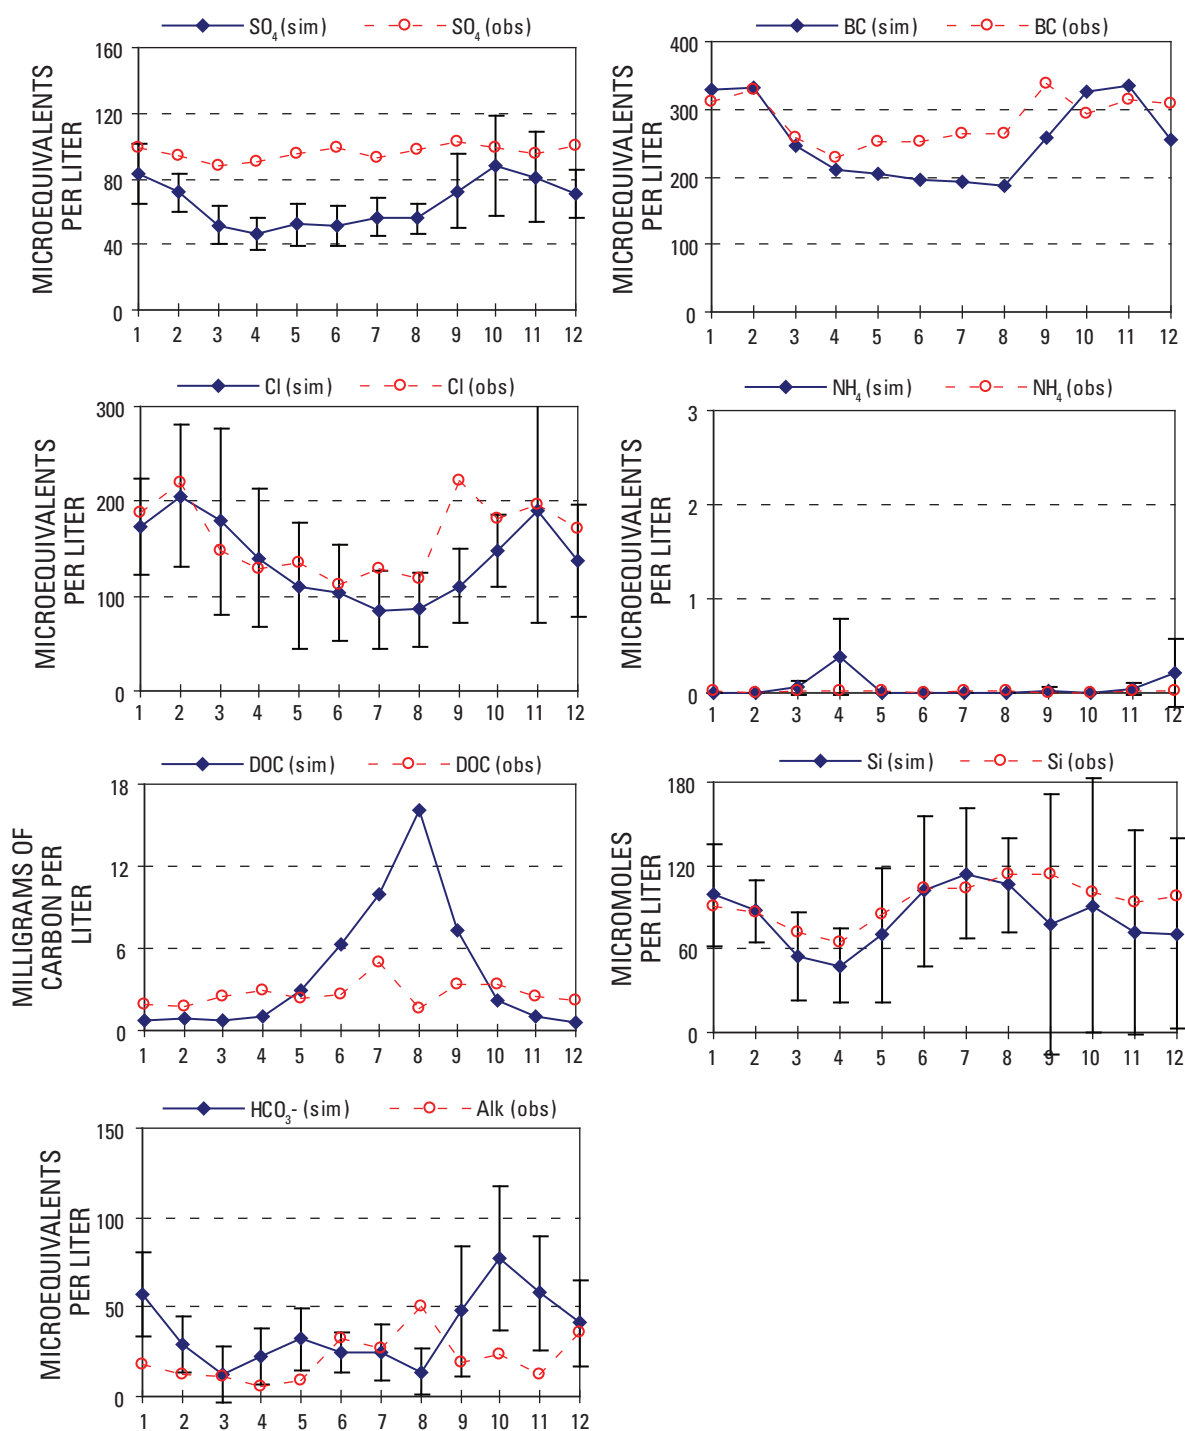 SO4 (sim) SO4 (obs)
MICROEQUIVALENTS
PER LITER
160
120
80
40
0
1 2 3 4 5 6 7 8 9 10 11 12
BC (sim) BC (obs)
MICROEQUIVALENTS
PER LITER
400
300
200
100
0
1 2 3 4 5 6 7 8 9 10 11 12
Cl (sim) Cl (obs)
MICROEQUIVALENTS
PER LITER
300
200
100
0
1 2 3 4 5 6 7 8 9 10 11 12
NH4 (sim) NH4 (obs)
MICROEQUIVALENTS
PER LITER
3
2
1
0
1 2 3 4 5 6 7 8 9 10 11 12
DOC (sim) DOC (obs)
MILLIGRAMS OF
CARBON PER
LITER
18
12
6
0
1 2 3 4 5 6 7 8 9 10 11 12
Si (sim) Si (obs)
MICROMOLES
PER LITER
180
120
60
0
1 2 3 4 5 6 7 8 9 10 11 12
HCO3- (sim) Alk (obs)
MICROEQUIVALENTS
PER LITER
150
100
50
0
1 2 3 4 5 6 7 8 9 10 11 12